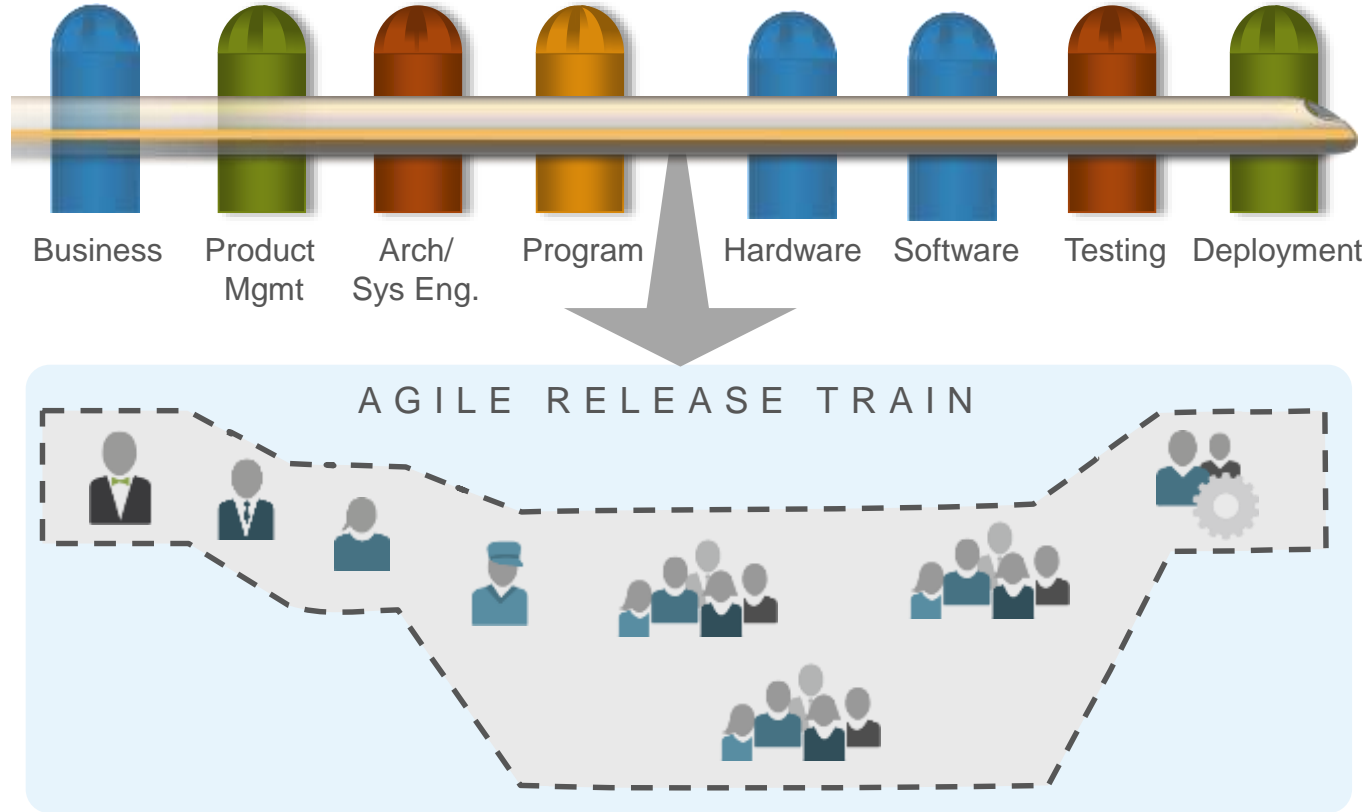 Business
Product
Mgmt
Arch/
Sys Eng.
Program
Hardware
Software
Testing
Deployment
AGILE RELEASE TRAIN